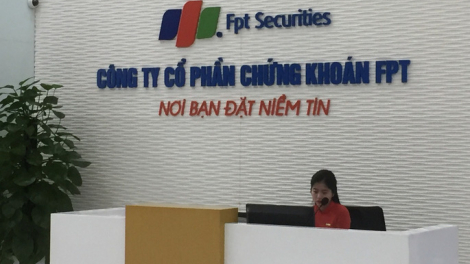 Fpt Securities
CÔNG TY CỔ PHẦN CHỨNG KHOÁN FPT
NƠI BẠN ĐẶT NIỀM TIN